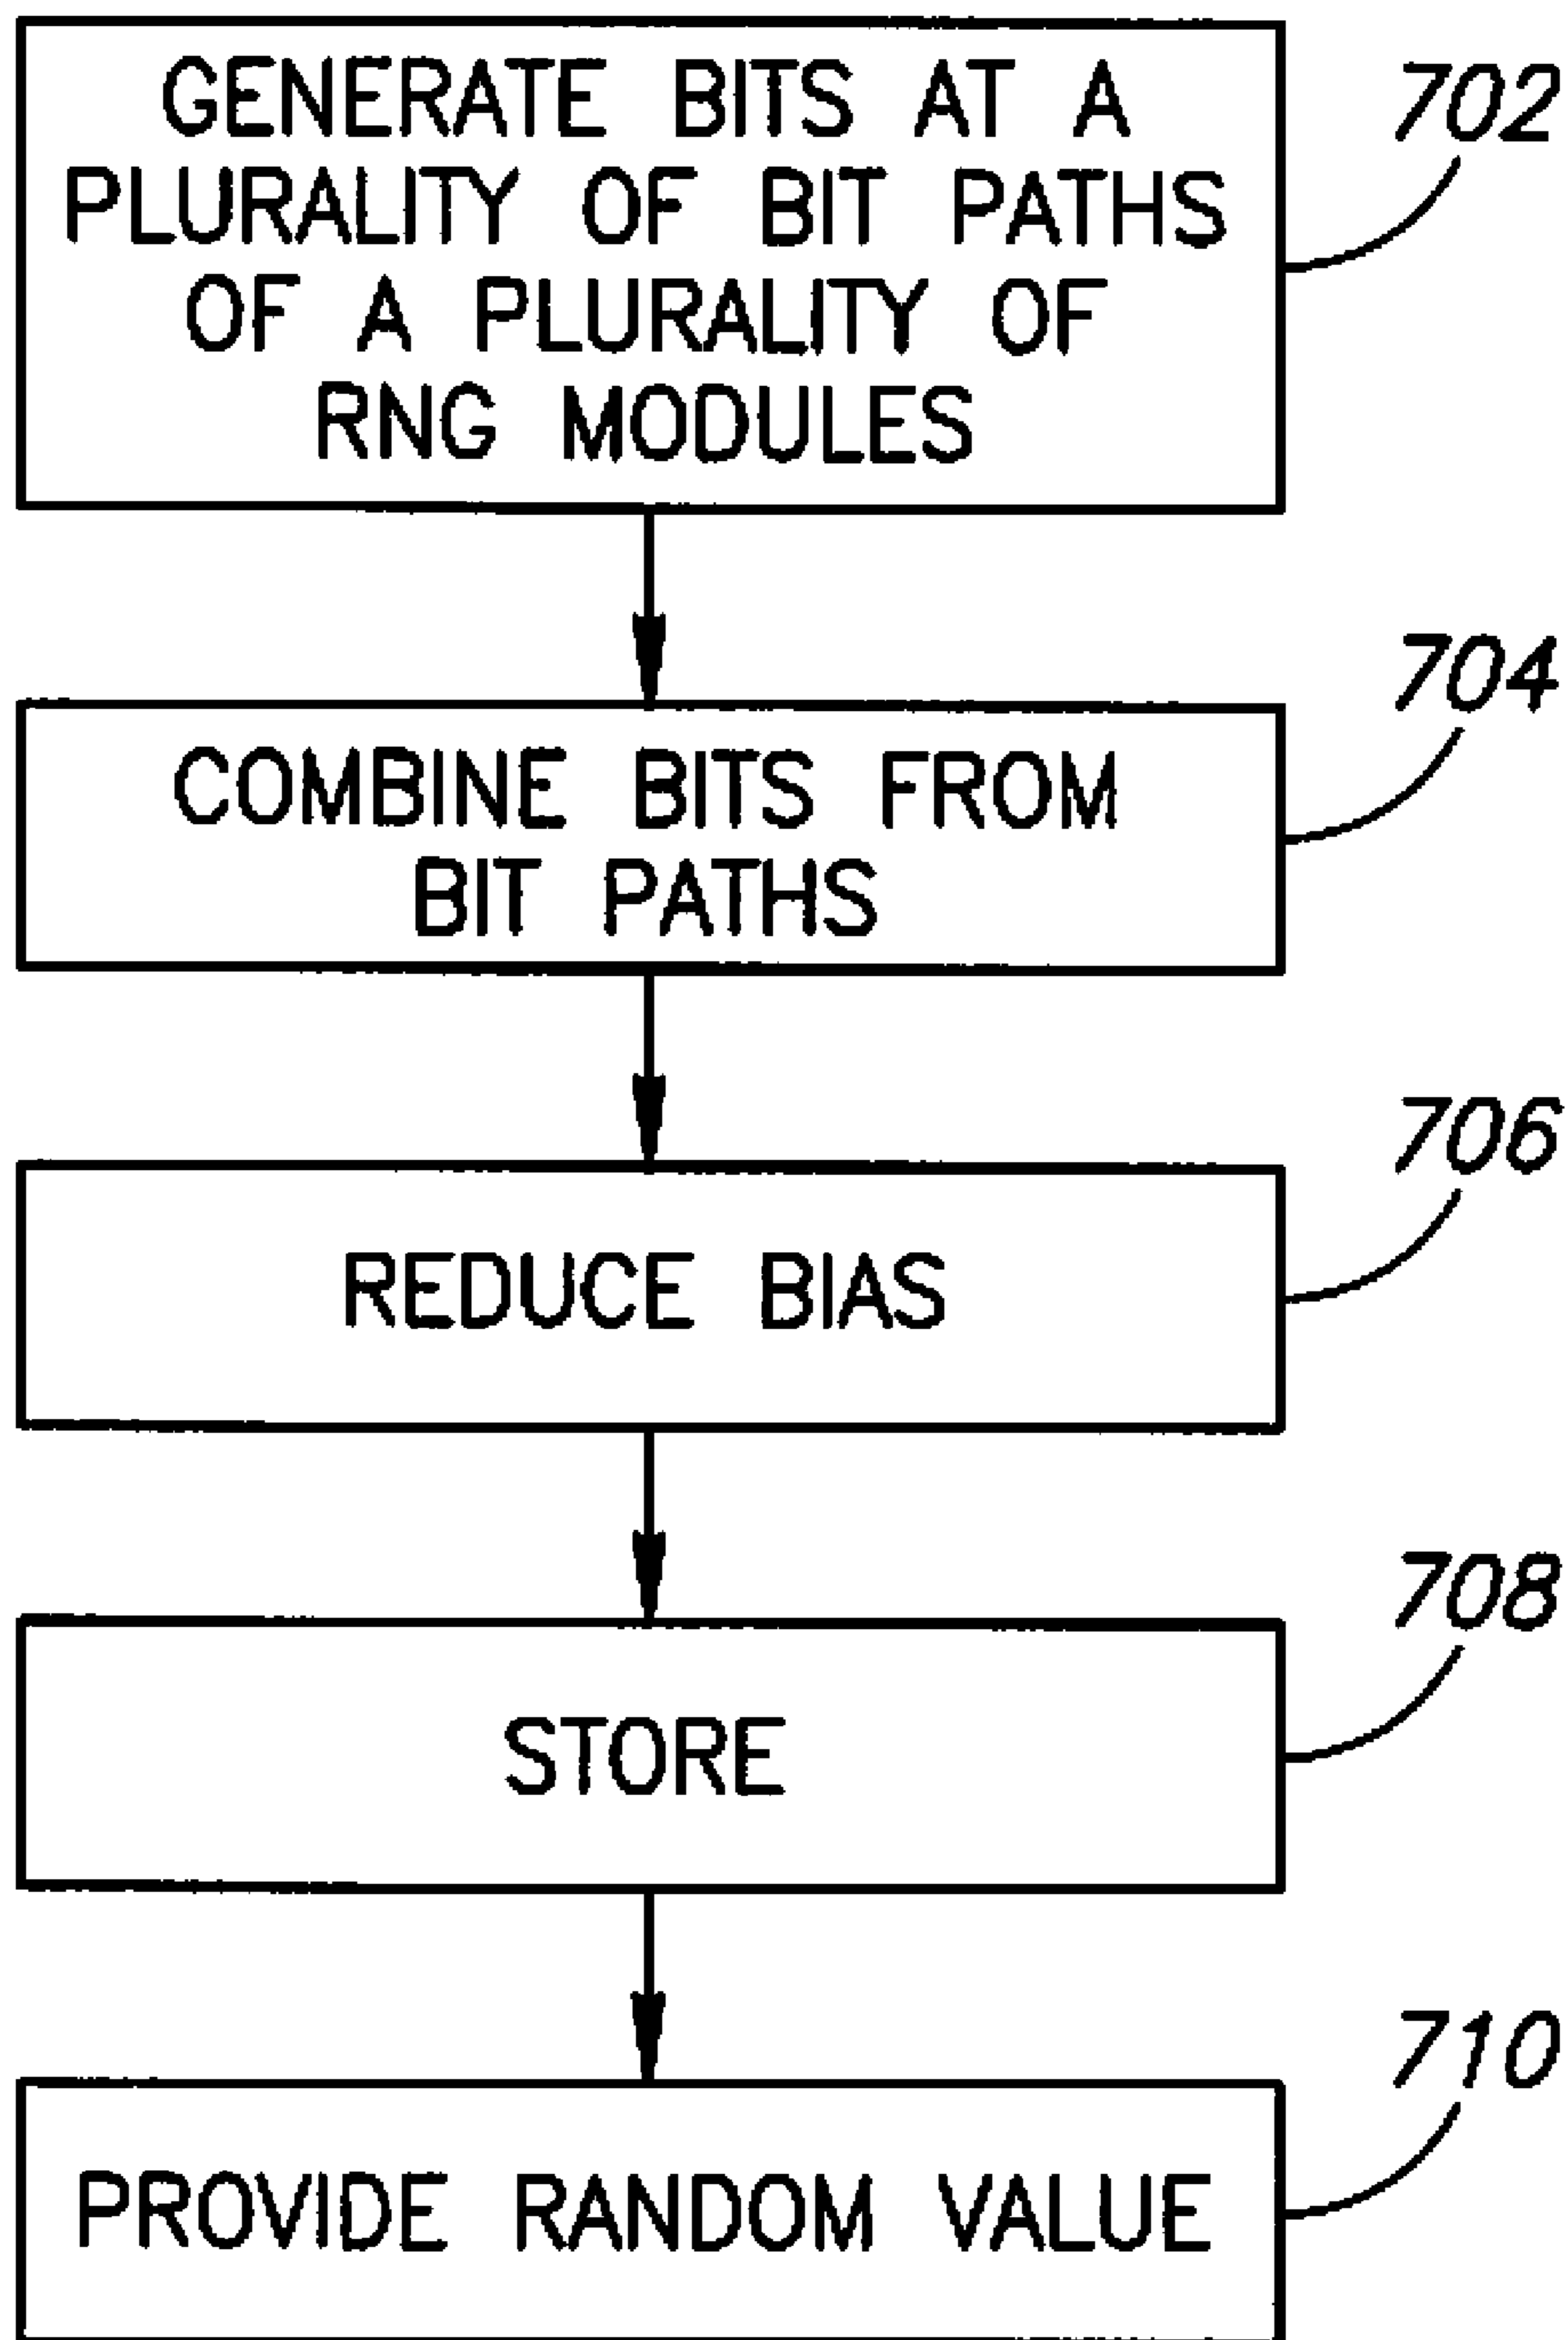 GENERATE BITS AT A
PLURALITY OF BIT PATHS
OF A PLURALITY OF
RNG MODULES
702
COMBINE BITS FROM
BIT PATHS
704
REDUCE BIAS
706
STORE
708
PROVIDE RANDOM VALUE
710